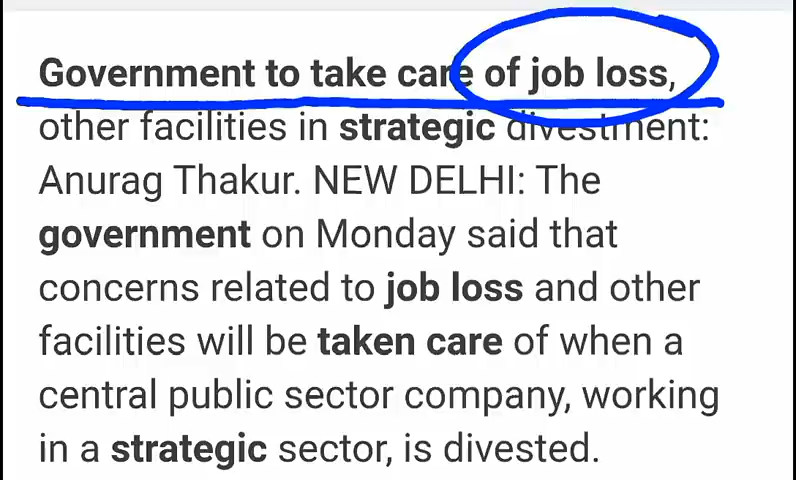 Government to take care of job loss,
other facilities in strategic divestment:
Anurag Thakur. NEW DELHI: The
government on Monday said that
concerns related to job loss and other
facilities will be taken care of when a
central public sector company, working
in a strategic sector, is divested.